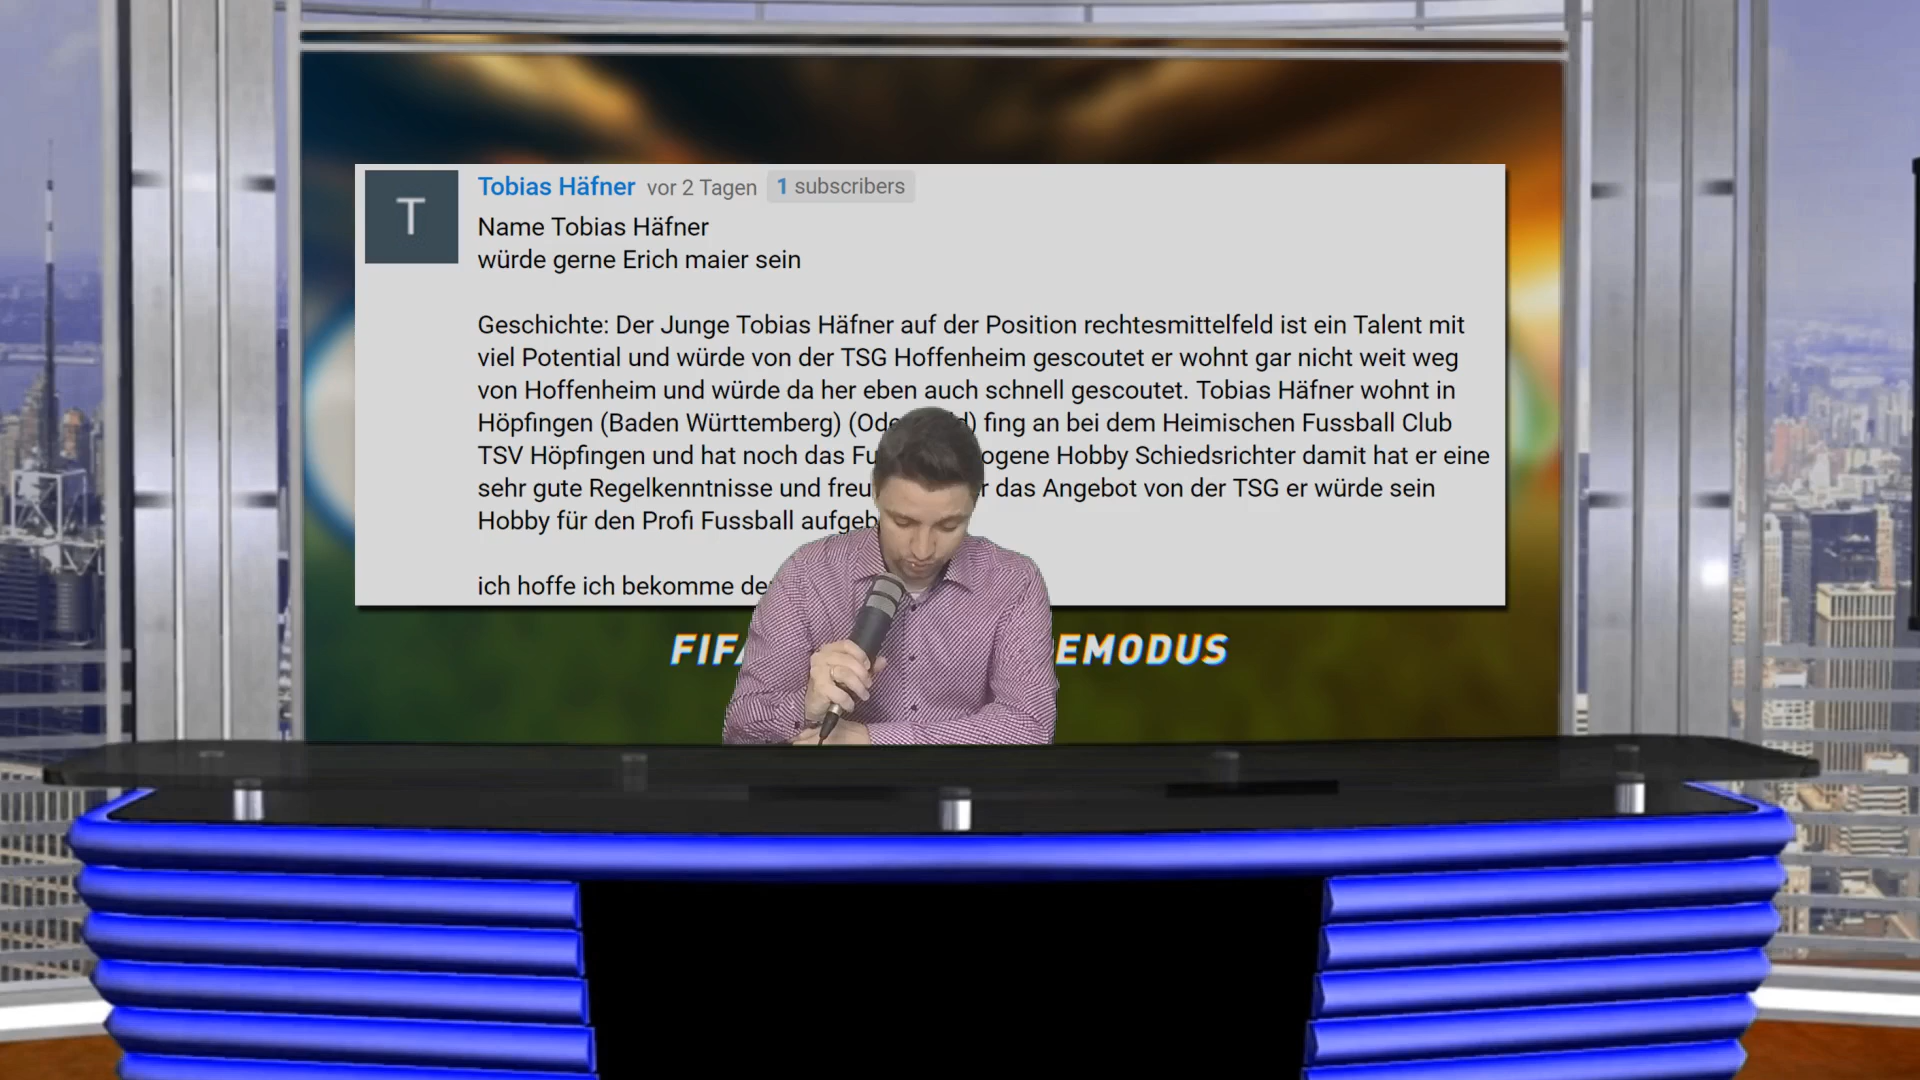 T
Tobias Häfner vor 2 Tagen 1 subscribers
Name Tobias Häfner
würde gerne Erich maier sein
Geschichte: Der Junge Tobias Häfner auf der Position rechtesmittelfeld ist ein Talent mit
viel Potential und würde von der TSG Hoffenheim gescoutet er wohnt gar nicht weit weg
von Hoffenheim und würde da her eben auch schnell gescoutet. Tobias Häfner wohnt in
Höpfingen (Baden Württemberg) fing an bei dem Heimischen Fussball Club
TSV Höpfingen und hat noch das Hobby Schiedsrichter damit hat er eine
sehr gute Regelkenntnisse und das Angebot von der TSG er würde sein
Hobby für den Profi Fussball
ich hoffe ich bekomme